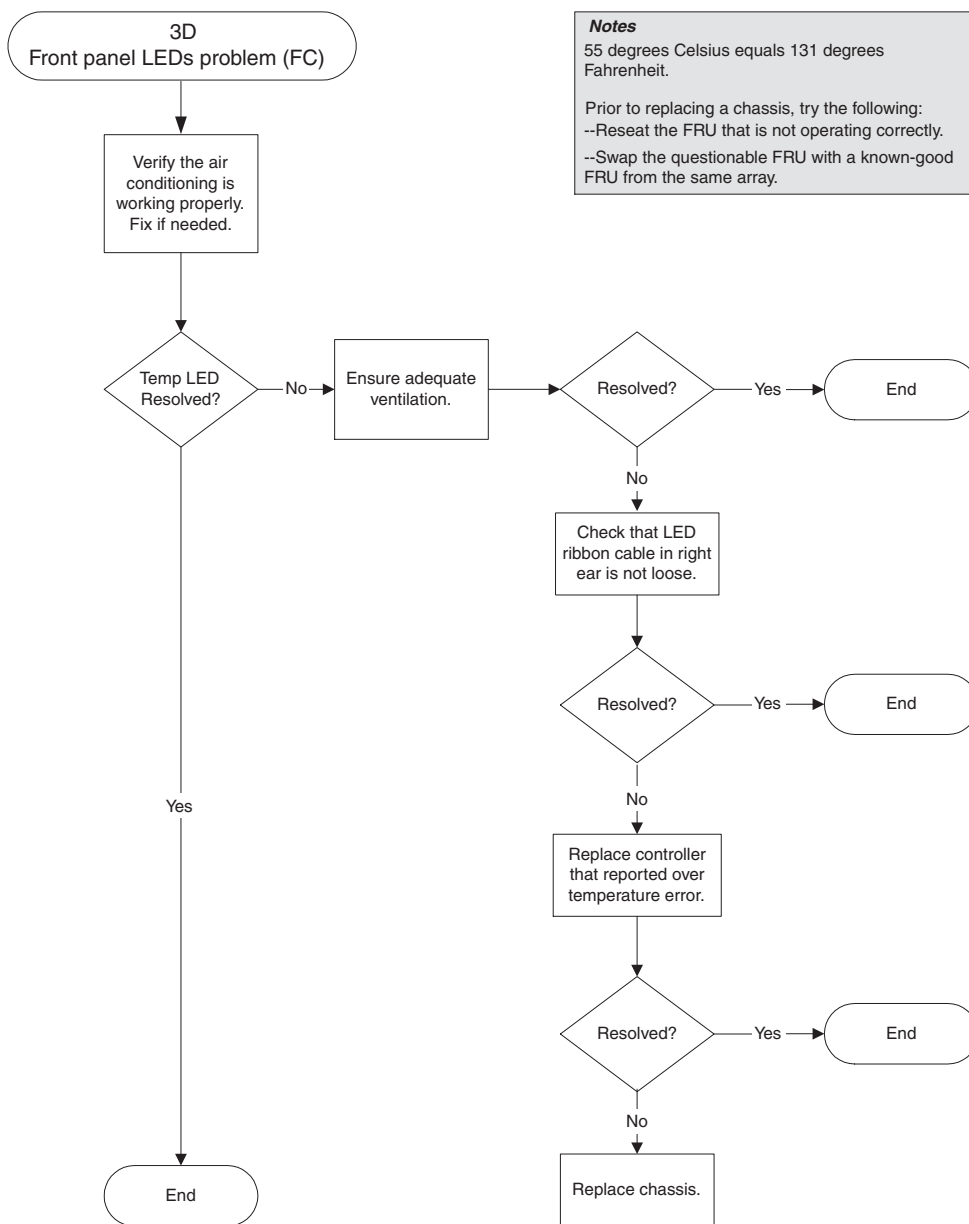 3D
Front panel LEDs problem (FC)
Notes
55 degrees Celsius equals 131 degrees
Fahrenheit.
Prior to replacing a chassis, try the following:
--Reseat the FRU that is not operating correctly.
--Swap the questionable FRU with a known-good
FRU from the same array.
Verify the air
conditioning is
working properly.
Fix if needed.
Temp LED
Resolved?
No
Ensure adequate
ventilation.
Resolved?
Yes
End
No
Check that LED
ribbon cable in right
ear is not loose.
Resolved?
Yes
End
Yes
No
Replace controller
that reported over
temperature error.
Resolved?
Yes
End
No
End
Replace chassis.